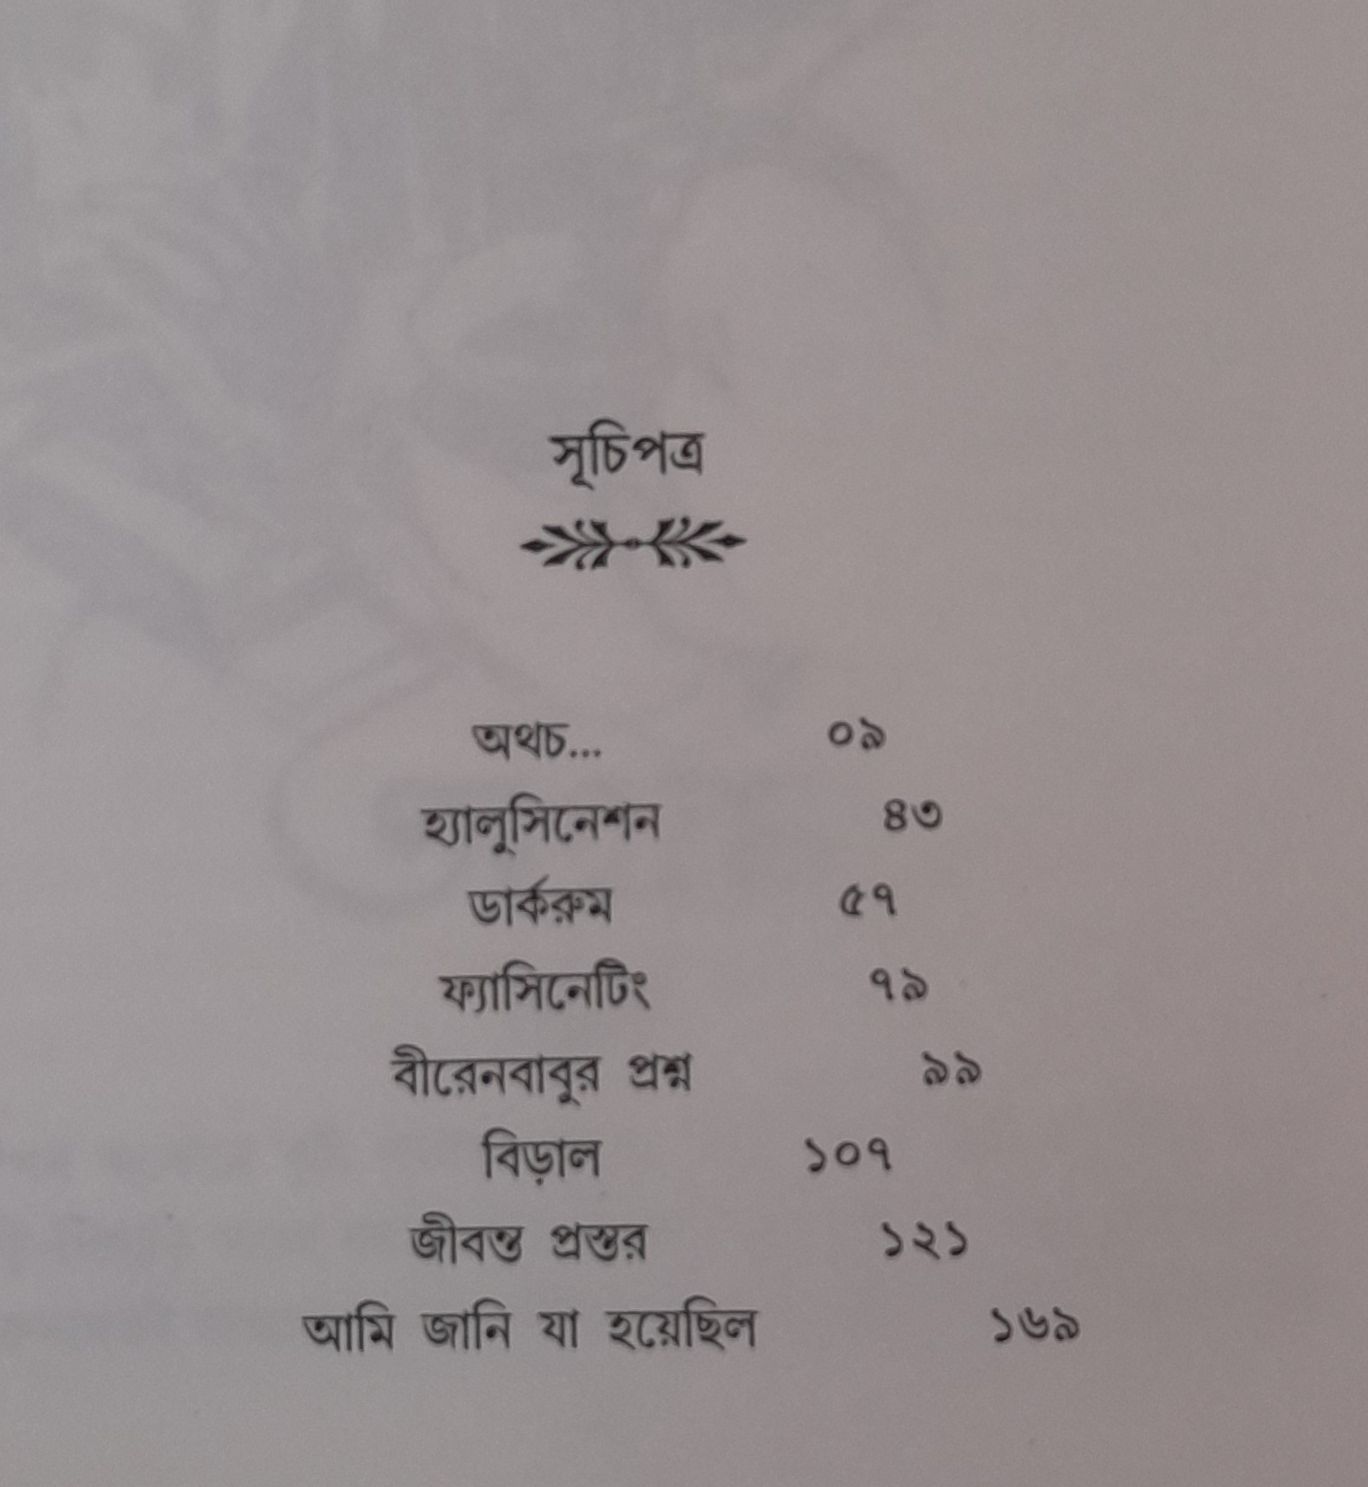 সূচিপত্র
অথচ... ০৯
হ্যালুসিনেশন ৪৩
ডার্করুম ৫৭
ফ্যাসিনেটিং ৭৯
বীরেনবাবুর প্রশ্ন ৯৯
বিড়াল ১০৭
জীবন্ত প্রস্তর ১২১
আমি জানি যা হয়েছিল ১৬৯